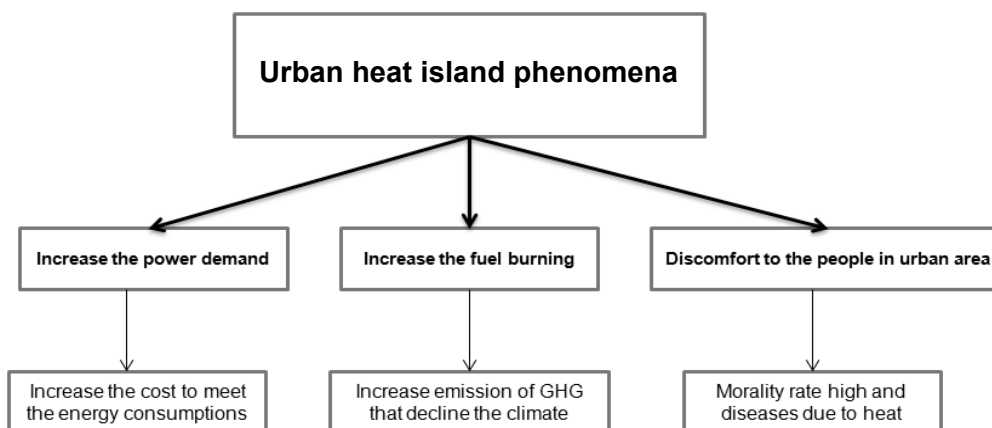 Urban heat island phenomena
Increase the power demand
Increase the fuel burning
Discomfort to the people in urban area
Increase the cost to meet
the energy consumptions
Increase emission of GHG
that decline the climate
Morality rate high and
diseases due to heat